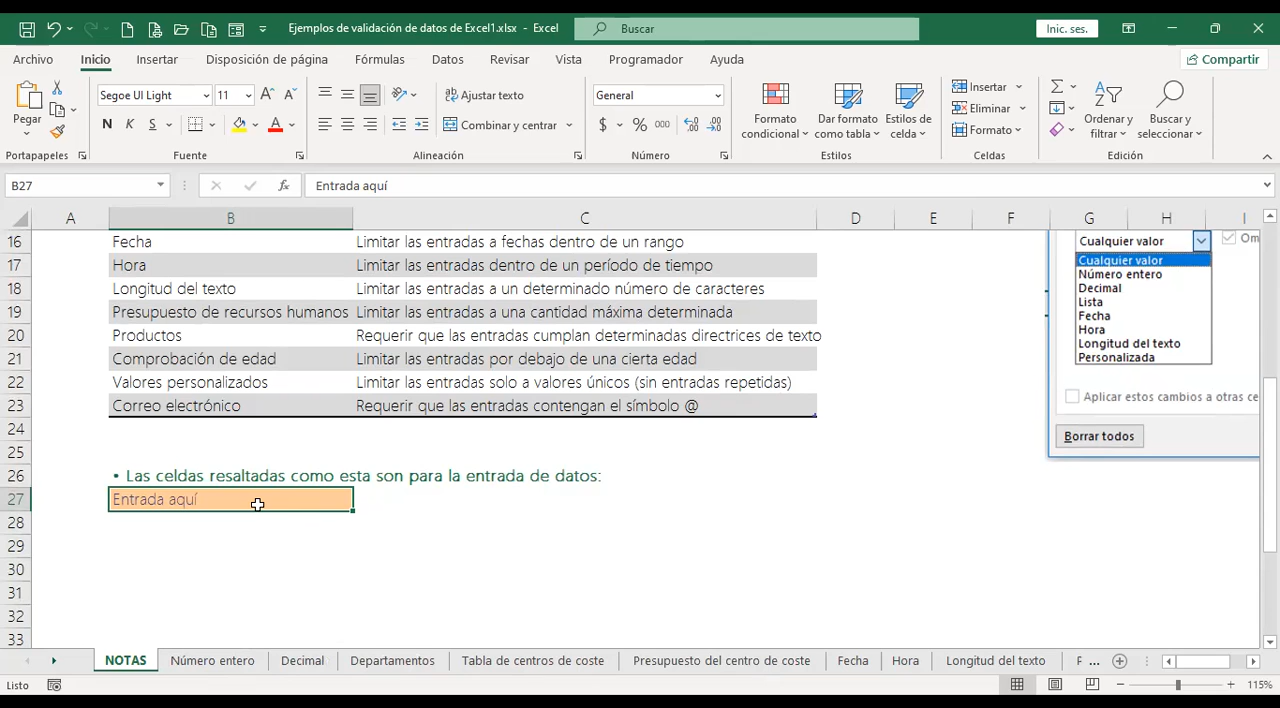 Ejemplos de validación de datos de Excel1.xlsx - Excel
Buscar
Inic. ses.
Archivo Inicio Insertar Disposición de página Fórmulas Datos Revisar Vista Programador Ayuda Compartir
Pegar
Segoe UI Light 11
N K S
Ajustar texto
Combinar y centrar
General
$ % 000
Formato condicional
Dar formato como tabla
Estilos de celda
Insertar
Eliminar
Formato
Ordenar y filtrar
Buscar y seleccionar
Portapapeles Fuente Alineación Número Estilos Celdas Edición
B27 fx Entrada aquí
A B C D E F G H I
16 Fecha Limitar las entradas a fechas dentro de un rango
17 Hora Limitar las entradas dentro de un período de tiempo
18 Longitud del texto Limitar las entradas a un determinado número de caracteres
19 Presupuesto de recursos humanos Limitar las entradas a una cantidad máxima determinada
20 Productos Requerir que las entradas cumplan determinadas directrices de texto
21 Comprobación de edad Limitar las entradas por debajo de una cierta edad
22 Valores personalizados Limitar las entradas solo a valores únicos (sin entradas repetidas)
23 Correo electrónico Requerir que las entradas contengan el símbolo @
24
25
26 • Las celdas resaltadas como esta son para la entrada de datos:
27 Entrada aquí
28
29
30
31
32
33
Cualquier valor Om
Cualquier valor
Número entero
Decimal
Lista
Fecha
Hora
Longitud del texto
Personalizada
Aplicar estos cambios a otras ce
Borrar todos
NOTAS Número entero Decimal Departamentos Tabla de centros de coste Presupuesto del centro de coste Fecha Hora Longitud del texto P ...
Listo 115%